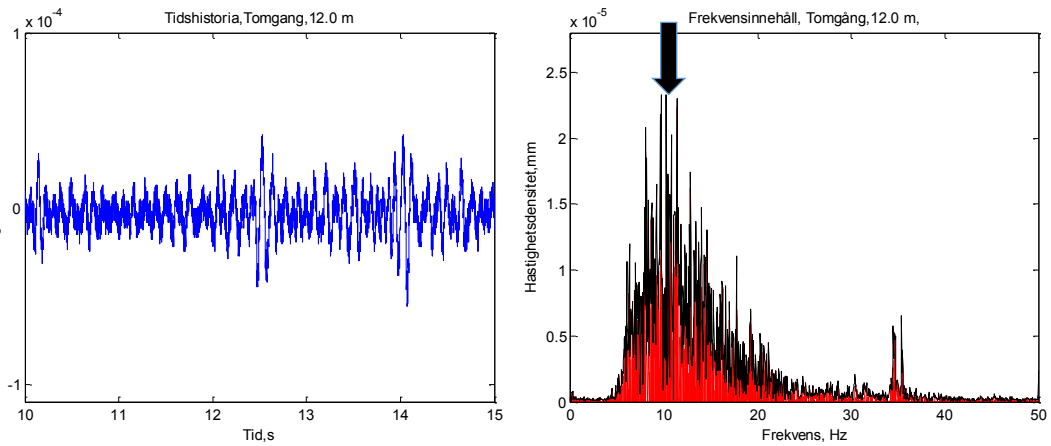 x 10-4
Tidshistoria,Tomgang,12.0 m
1
0
-1
10 11 12 13 14 15
Tid,s
x 10-5
Frekvensinnehåll, Tomgång,12.0 m,
2.5
2
1.5
1
0.5
0
Hastighetsdensitet,mm
0 10 20 30 40 50
Frekvens, Hz